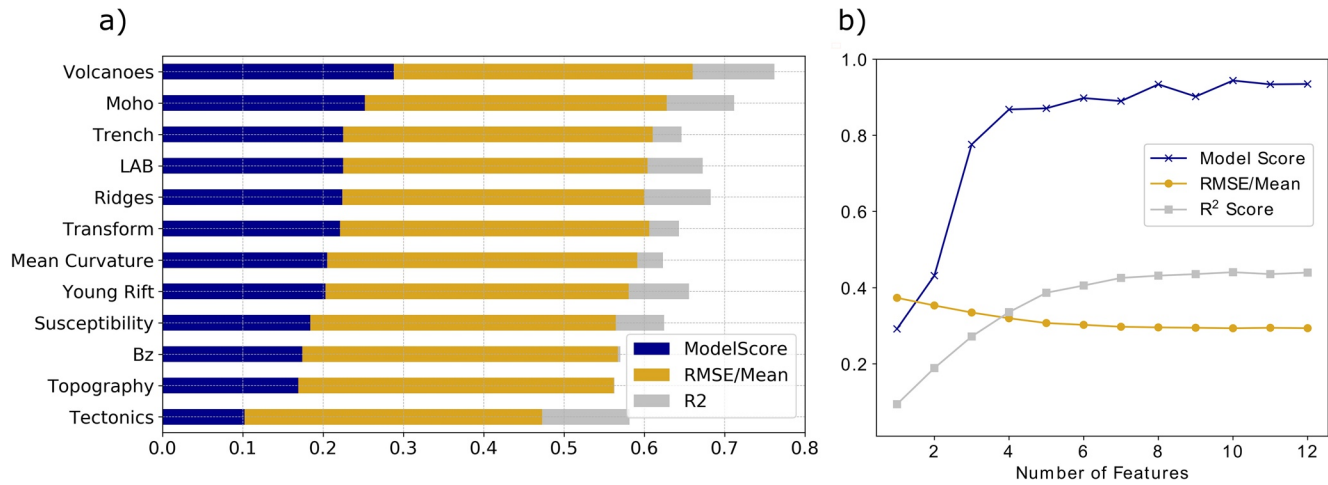 a)
Volcanoes
Moho
Trench
LAB
Ridges
Transform
Mean Curvature
Young Rift
Susceptibility
Bz
Topography
Tectonics
ModelScore
RMSE/Mean
R2
0.0 0.1 0.2 0.3 0.4 0.5 0.6 0.7 0.8
b)
1.0
0.8
0.6
0.4
0.2
Model Score
RMSE/Mean
R² Score
2 4 6 8 10 12
Number of Features